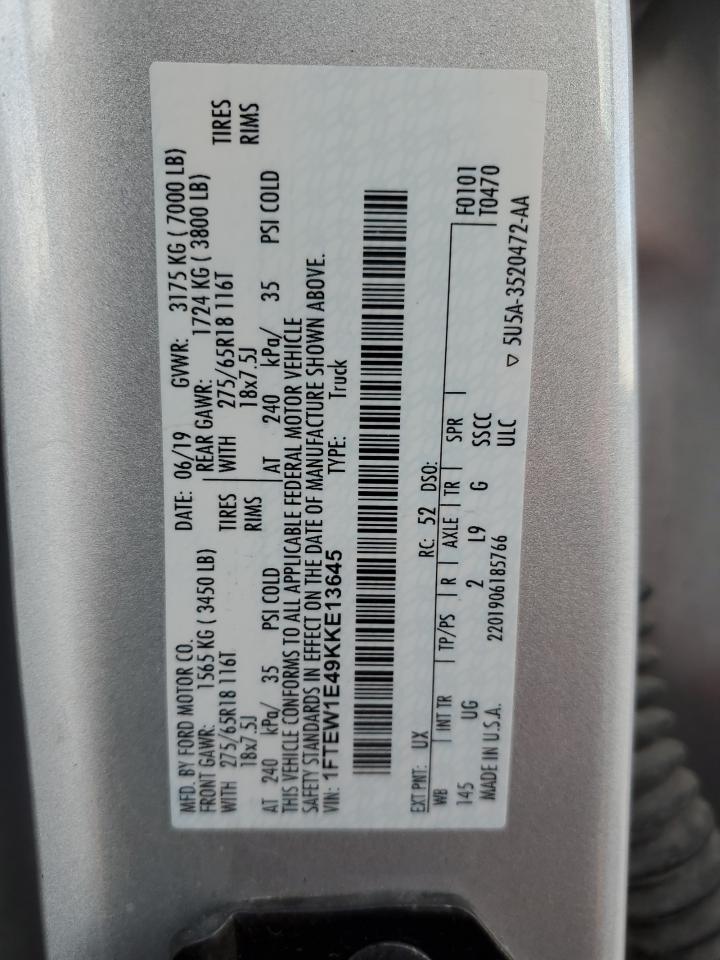 MFD. BY FORD MOTOR CO. DATE: 06/19 GVWR: 3175 KG ( 7000 LB)
FRONT GAWR: 1565 KG ( 3450 LB) REAR GAWR: 1724 KG ( 3800 LB)
WITH 275/65R18 116T TIRES WITH 275/65R18 116T TIRES
18x7.5J RIMS 18x7.5J RIMS
AT 240 kPa/ 35 PSI COLD AT 240 kPa/ 35 PSI COLD
THIS VEHICLE CONFORMS TO ALL APPLICABLE FEDERAL MOTOR VEHICLE
SAFETY STANDARDS IN EFFECT ON THE DATE OF MANUFACTURE SHOWN ABOVE.
VIN: 1FTEW1E49KKE13645 TYPE: Truck
EXT PNT: UX RC: 52 DSO: F0101
WB INT TR TP/PS R AXLE TR SPR T0470
145 UG 2 L9 G SSCC ▽ 5U5A-3520472-AA
MADE IN U.S.A. 2201906185766 ULC